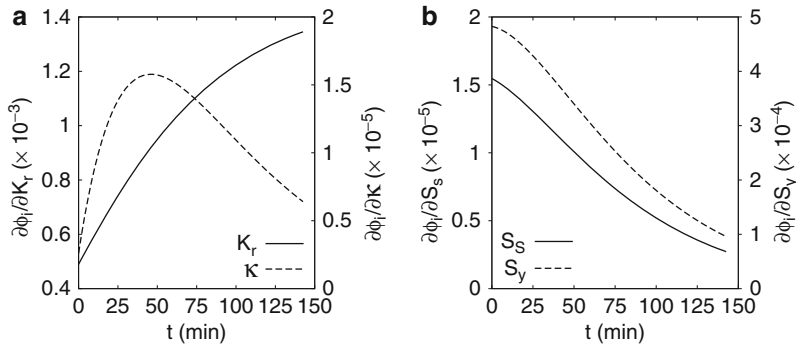 a
1.4
1.2
1
0.8
0.6
0.4
∂ϕᵢ/∂Kᵣ (× 10⁻³)
2
1.5
1
0.5
0
∂ϕᵢ/∂κ (× 10⁻⁵)
Kᵣ
κ
0 25 50 75 100 125 150
t (min)
b
2
1.5
1
0.5
0
∂ϕᵢ/∂Sₛ (× 10⁻⁵)
5
4
3
2
1
0
∂ϕᵢ/∂S_y (× 10⁻⁴)
S_S
S_y
0 25 50 75 100 125 150
t (min)